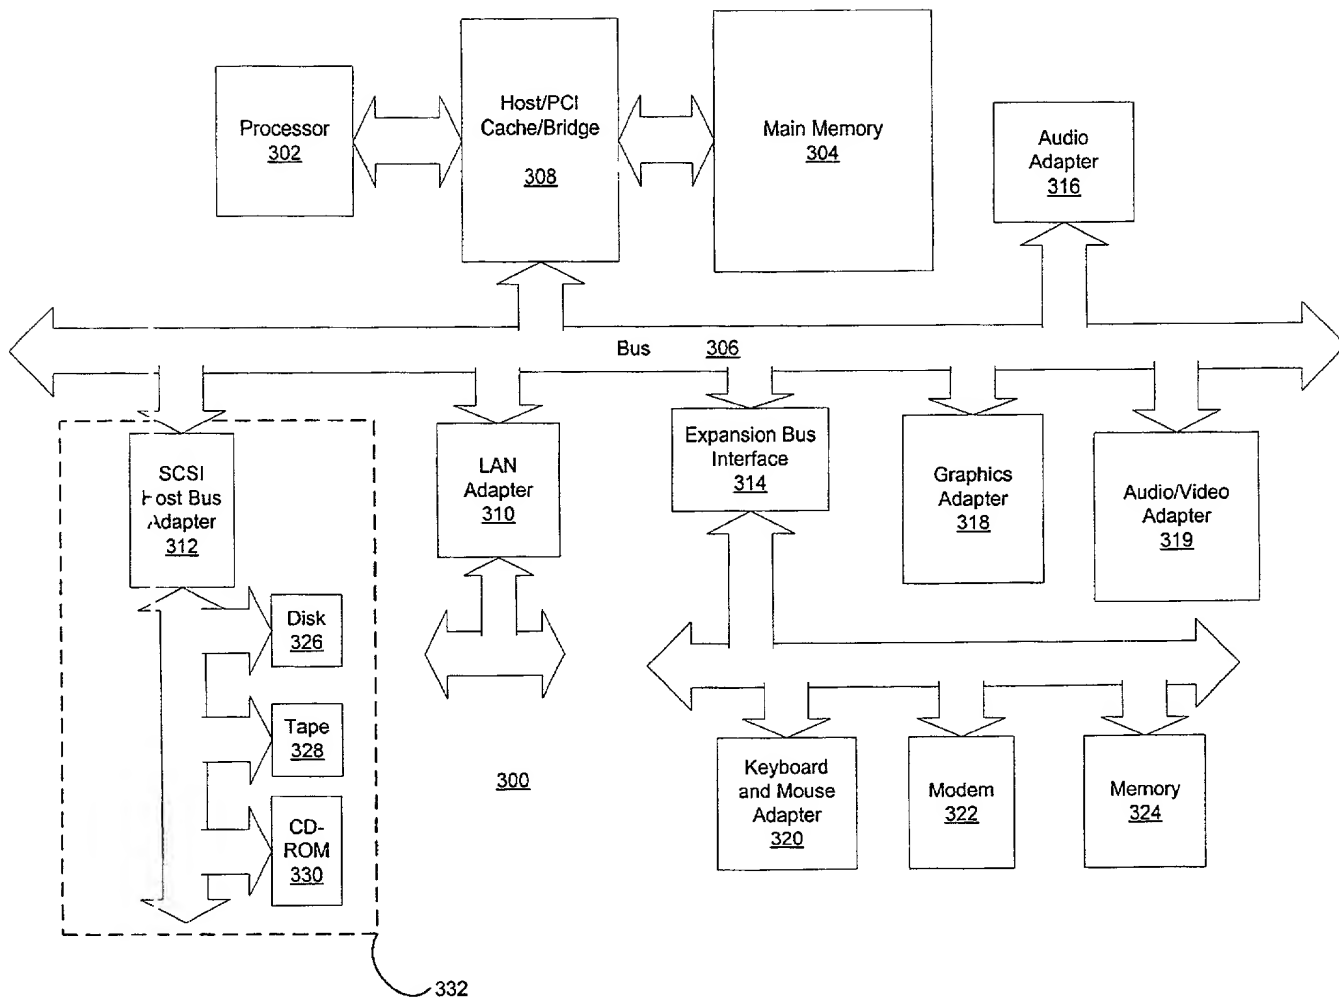 Processor
302
Host/PCI
Cache/Bridge
308
Main Memory
304
Audio
Adapter
316
Bus 306
SCSI
Host Bus
Adapter
312
LAN
Adapter
310
Expansion Bus
Interface
314
Graphics
Adapter
318
Audio/Video
Adapter
319
Disk
326
Tape
328
CD-
ROM
330
300
Keyboard
and Mouse
Adapter
320
Modem
322
Memory
324
332